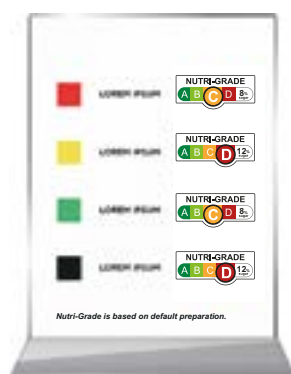 NUTRI-GRADE
LOREM IPSUM A B C D 8% sugar
NUTRI-GRADE
LOREM IPSUM A B C D 12% sugar
NUTRI-GRADE
LOREM IPSUM A B C D 8% sugar
NUTRI-GRADE
LOREM IPSUM A B C D 12% sugar
Nutri-Grade is based on default preparation.